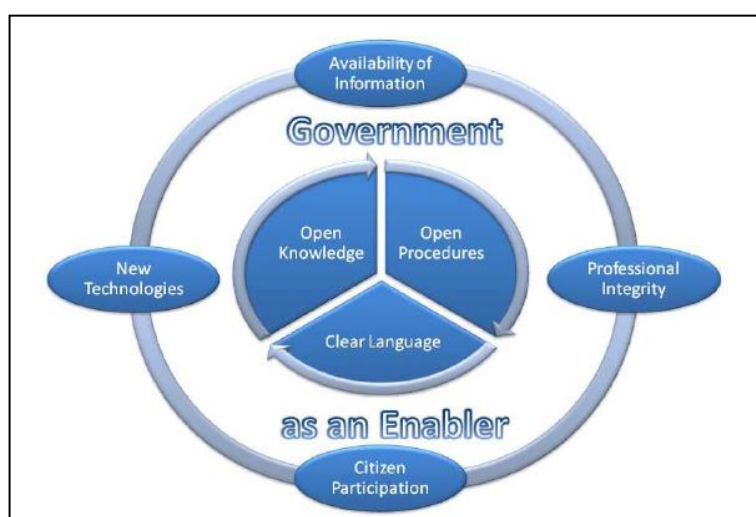 Availability of
Information
Government
Open
Knowledge
Open
Procedures
New
Technologies
Professional
Integrity
Clear Language
as an Enabler
Citizen
Participation